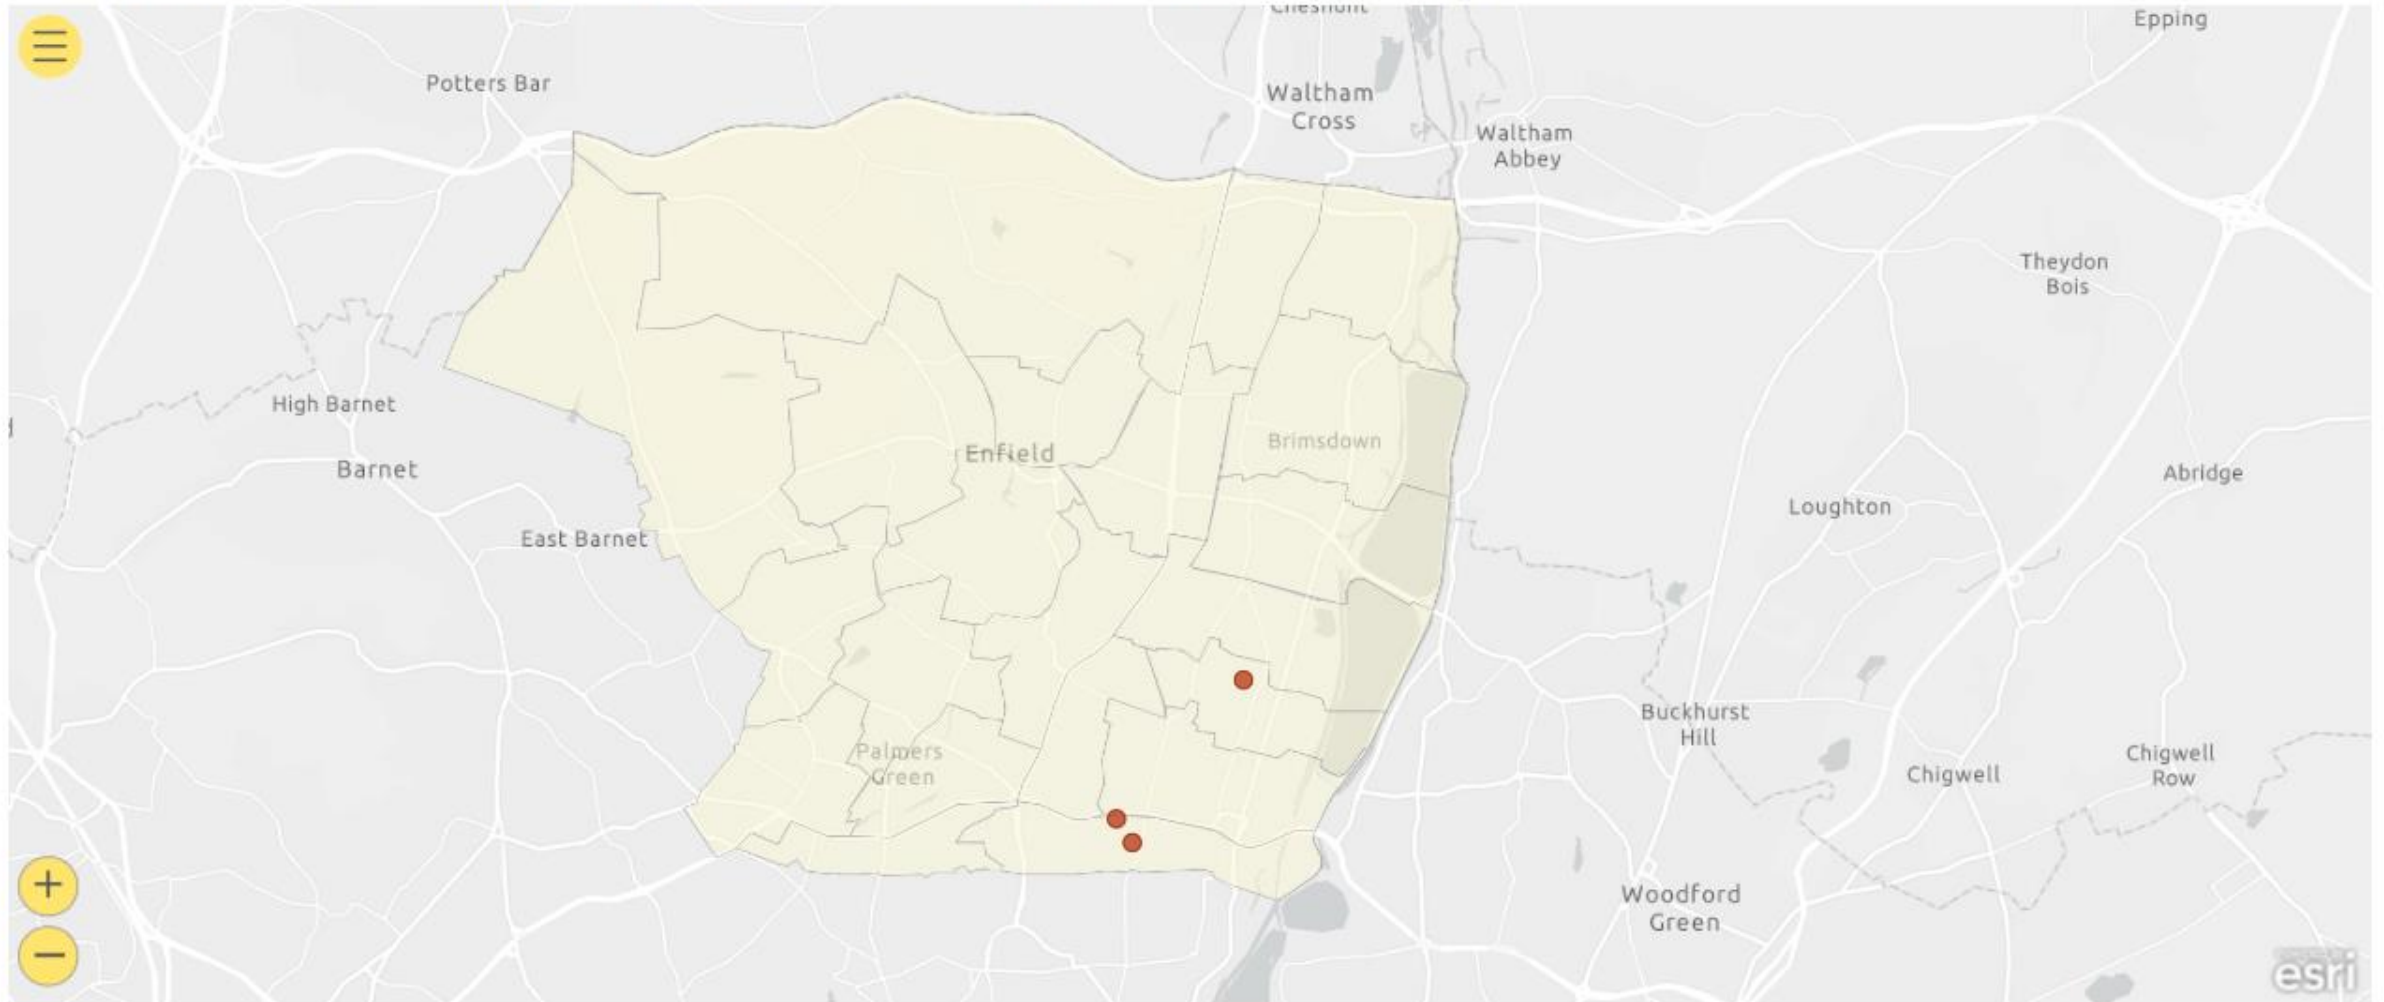 Cheshunt
Epping
Potters Bar
Waltham
Cross
Waltham
Abbey
Theydon
Bois
High Barnet
Enfield
Brimsdown
Barnet
Abridge
Loughton
East Barnet
Buckhurst
Hill
Palmers
Green
Chigwell
Chigwell
Row
Woodford
Green
esri